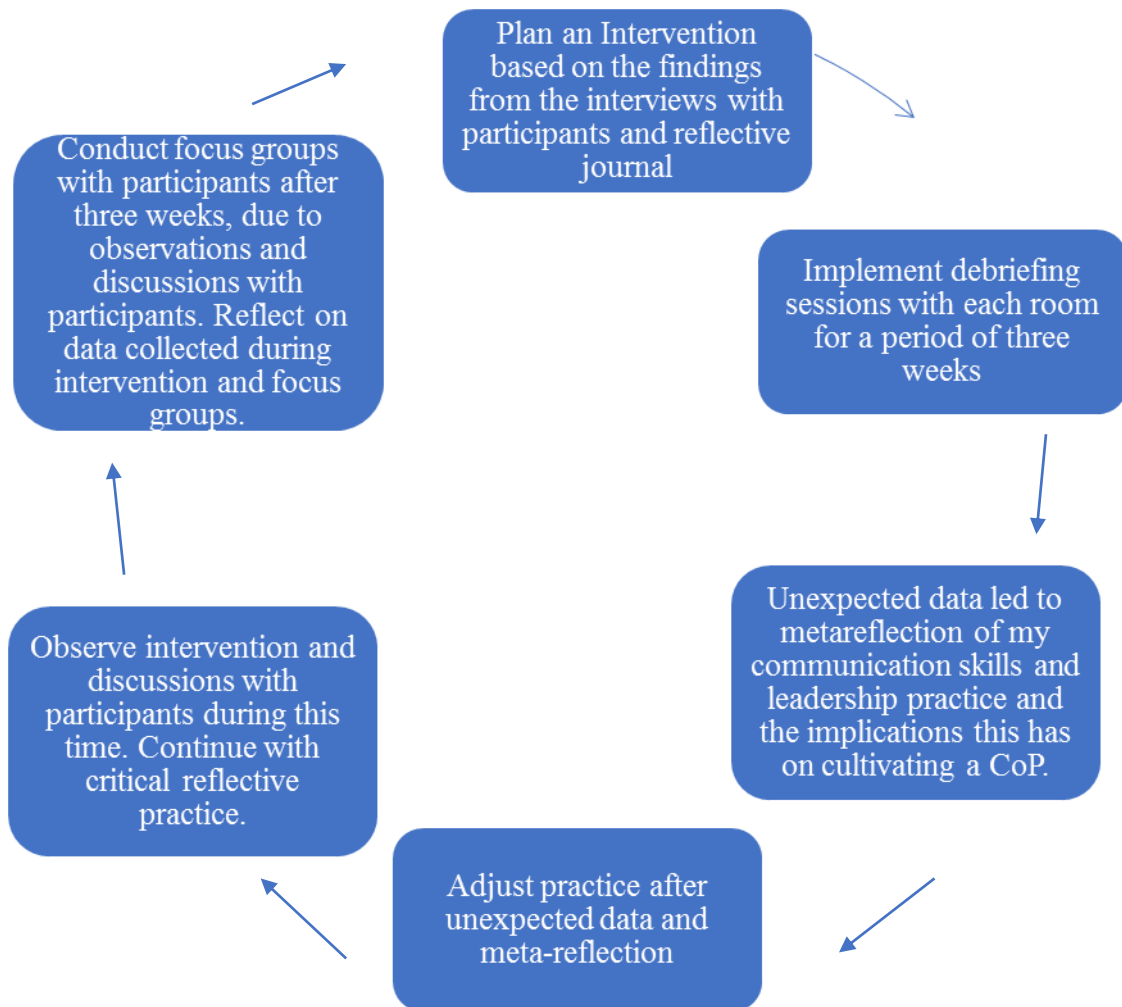 Plan an Intervention
based on the findings
from the interviews with
participants and reflective
journal
Implement debriefing
sessions with each room
for a period of three
weeks
Unexpected data led to
metareflection of my
communication skills and
leadership practice and
the implications this has
on cultivating a CoP.
Adjust practice after
unexpected data and
meta-reflection
Observe intervention and
discussions with
participants during this
time. Continue with
critical reflective
practice.
Conduct focus groups
with participants after
three weeks, due to
observations and
discussions with
participants. Reflect on
data collected during
intervention and focus
groups.